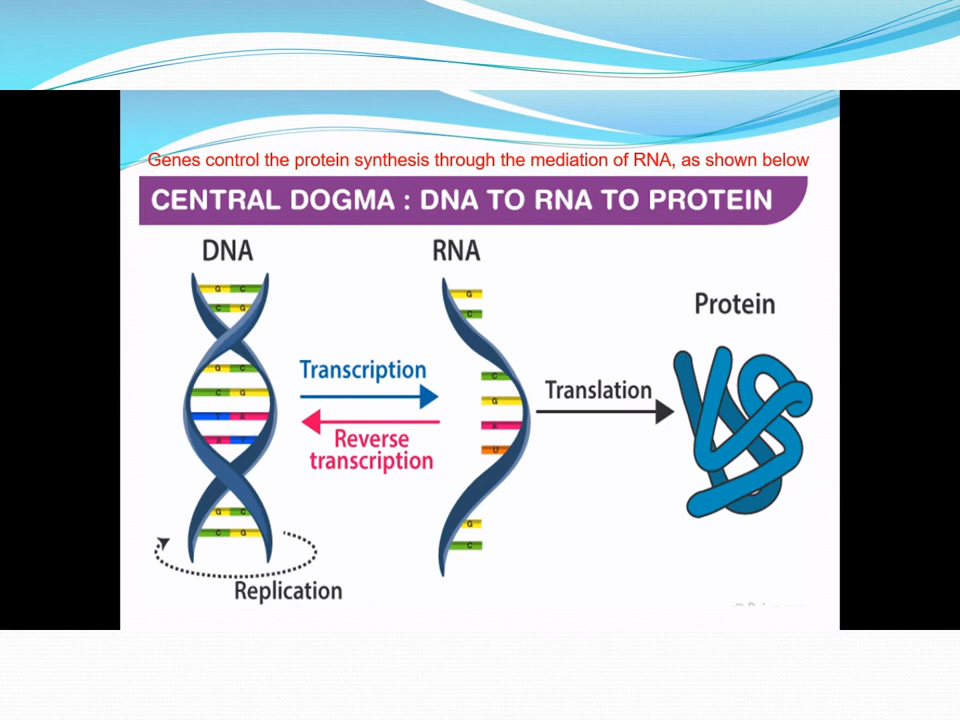 Genes control the protein synthesis through the mediation of RNA, as shown below
CENTRAL DOGMA : DNA TO RNA TO PROTEIN
DNA
RNA
Protein
G C
C G
G C
C G
T A
A T
G C
C G
G
C
C
G
A
U
G
C
Transcription
Reverse
transcription
Translation
Replication